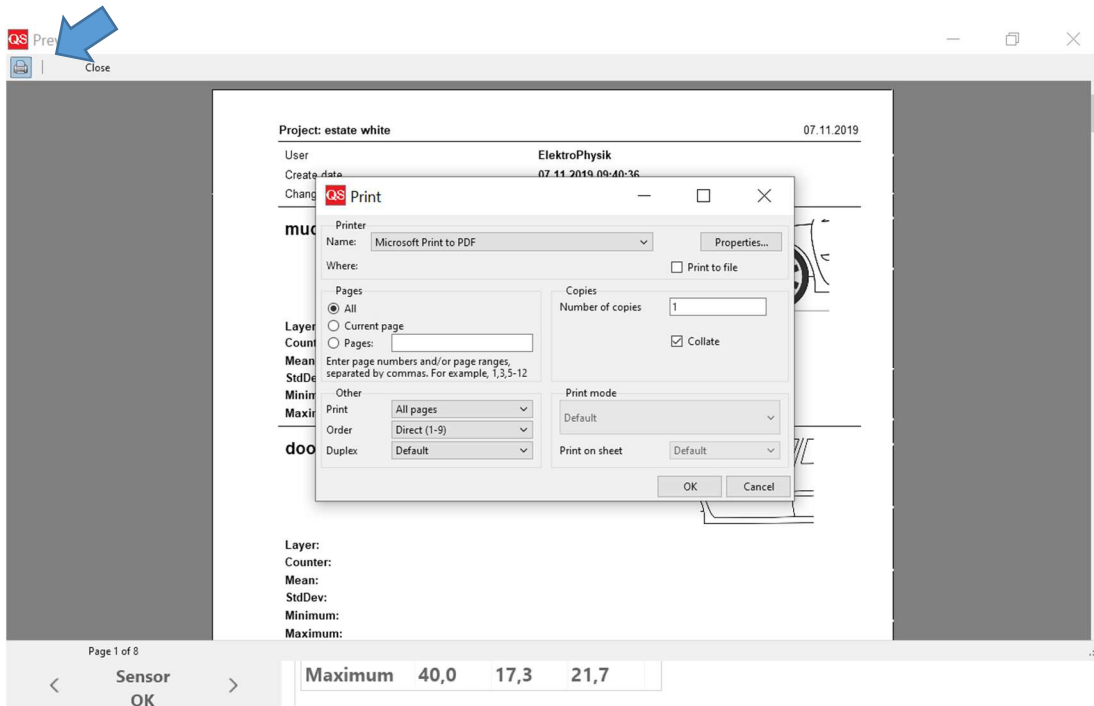 QS Pre
Close
Project: estate white 07.11.2019
User ElektroPhysik
Create date 07.11.2019 09:40:36
Chang
QS Print
muc
Printer
Name: Microsoft Print to PDF Properties...
Where: Print to file
Pages Copies
All Number of copies 1
Current page
Pages: Collate
Enter page numbers and/or page ranges,
separated by commas. For example, 1,3,5-12
Layer
Count
Mean
StdDe
Minim
Maxim
Other Print mode
Print All pages Default
Order Direct (1-9)
Duplex Default Print on sheet Default
OK Cancel
doo
Layer:
Counter:
Mean:
StdDev:
Minimum:
Maximum:
Page 1 of 8
Sensor
OK
Maximum 40,0 17,3 21,7